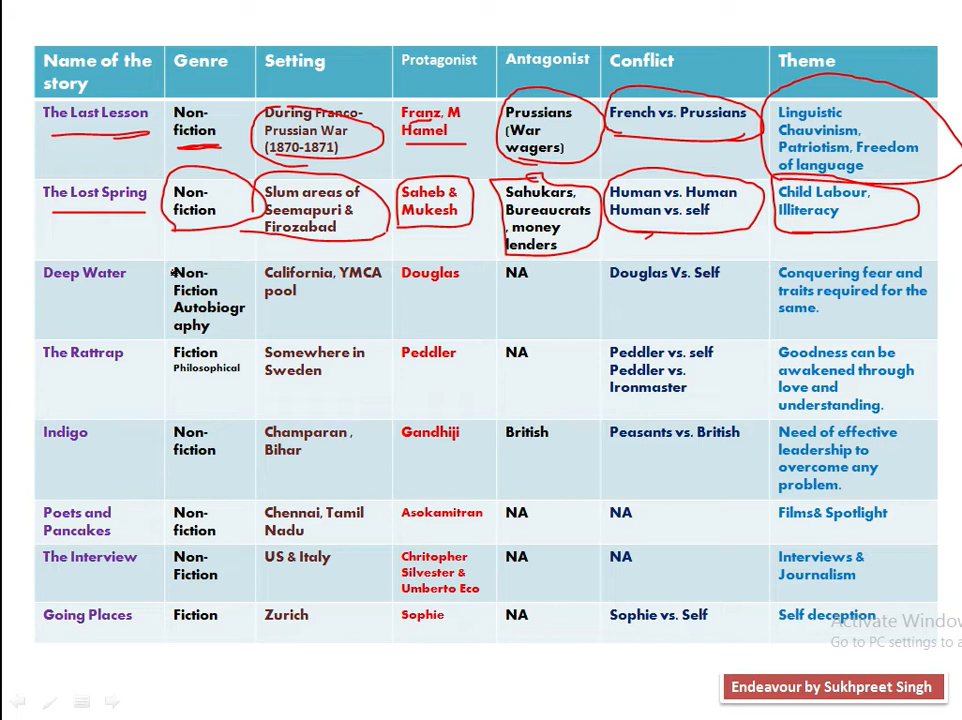 Name of the story Genre Setting Protagonist Antagonist Conflict Theme
The Last Lesson
Non-
fiction
During Franco-
Prussian War
(1870-1871)
Franz, M
Hamel
Prussians
(War
wagers)
French vs. Prussians
Linguistic
Chauvinism,
Patriotism, Freedom
of language
The Lost Spring
Non-
fiction
Slum areas of
Seemapuri &
Firozabad
Saheb &
Mukesh
Sahukars,
Bureaucrats
, money
lenders
Human vs. Human
Human vs. self
Child Labour,
Illiteracy
Deep Water
Non-
Fiction
Autobiogr
aphy
California, YMCA
pool
Douglas
NA
Douglas Vs. Self
Conquering fear and
traits required for the
same.
The Rattrap
Fiction
Philosophical
Somewhere in
Sweden
Peddler
NA
Peddler vs. self
Peddler vs.
Ironmaster
Goodness can be
awakened through
love and
understanding.
Indigo
Non-
fiction
Champaran ,
Bihar
Gandhiji
British
Peasants vs. British
Need of effective
leadership to
overcome any
problem.
Poets and
Pancakes
Non-
fiction
Chennai, Tamil
Nadu
Asokamitran
NA
NA
Films& Spotlight
The Interview
Non-
Fiction
US & Italy
Chritopher
Silvester &
Umberto Eco
NA
NA
Interviews &
Journalism
Going Places
Fiction
Zurich
Sophie
NA
Sophie vs. Self
Self deception
Activate Window
Go to PC settings to a
Endeavour by Sukhpreet Singh